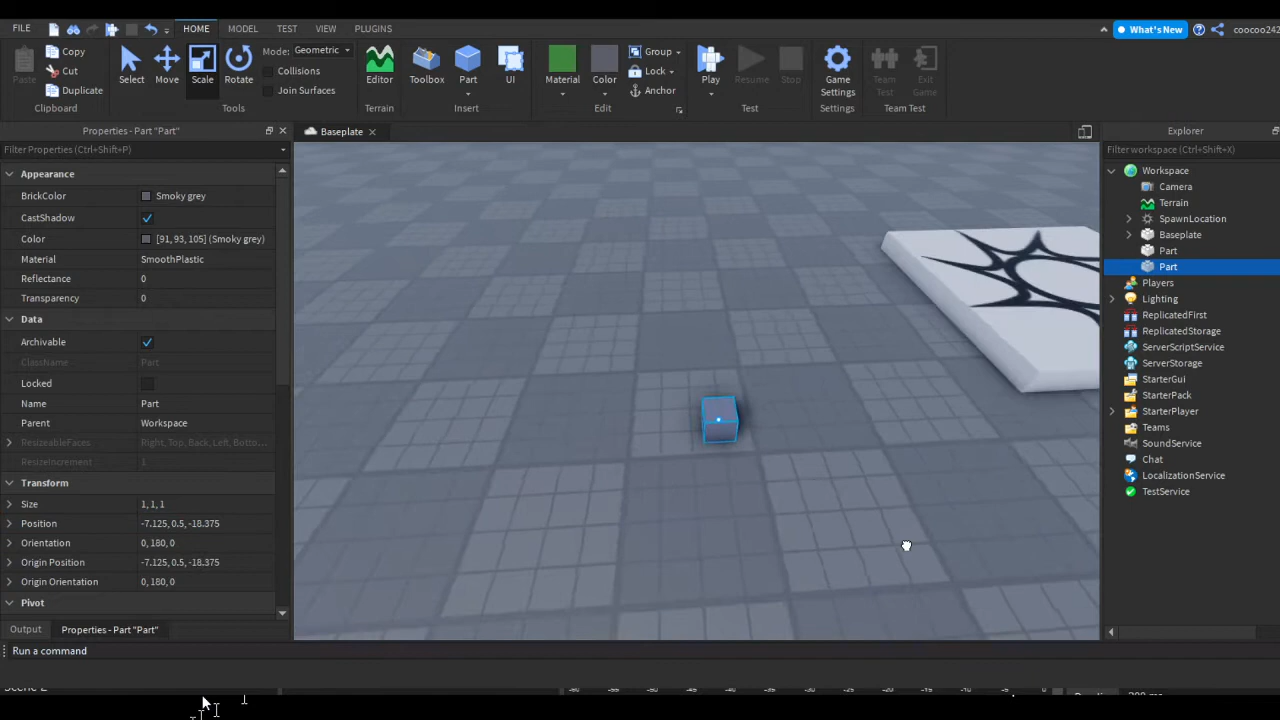 FILE HOME MODEL TEST VIEW PLUGINS What's New coocoo242
Paste Copy Cut Duplicate Clipboard
Select Move Scale Rotate Mode: Geometric Collisions Join Surfaces Tools
Editor Terrain
Toolbox Part UI Insert
Material Color Group Lock Anchor Edit
Play Resume Stop Test
Game Settings Settings
Team Test Exit Game Team Test
Properties - Part "Part"
Filter Properties (Ctrl+Shift+P)
Appearance
BrickColor Smoky grey
CastShadow
Color [91, 93, 105] (Smoky grey)
Material SmoothPlastic
Reflectance 0
Transparency 0
Data
Archivable
ClassName Part
Locked
Name Part
Parent Workspace
ResizeableFaces Right, Top, Back, Left, Botto...
ResizeIncrement 1
Transform
Size 1, 1, 1
Position -7.125, 0.5, -18.375
Orientation 0, 180, 0
Origin Position -7.125, 0.5, -18.375
Origin Orientation 0, 180, 0
Pivot
Output Properties - Part "Part"
Run a command
Baseplate
Explorer
Filter workspace (Ctrl+Shift+X)
Workspace
Camera
Terrain
SpawnLocation
Baseplate
Part
Part
Players
Lighting
ReplicatedFirst
ReplicatedStorage
ServerScriptService
ServerStorage
StarterGui
StarterPack
StarterPlayer
Teams
SoundService
Chat
LocalizationService
TestService